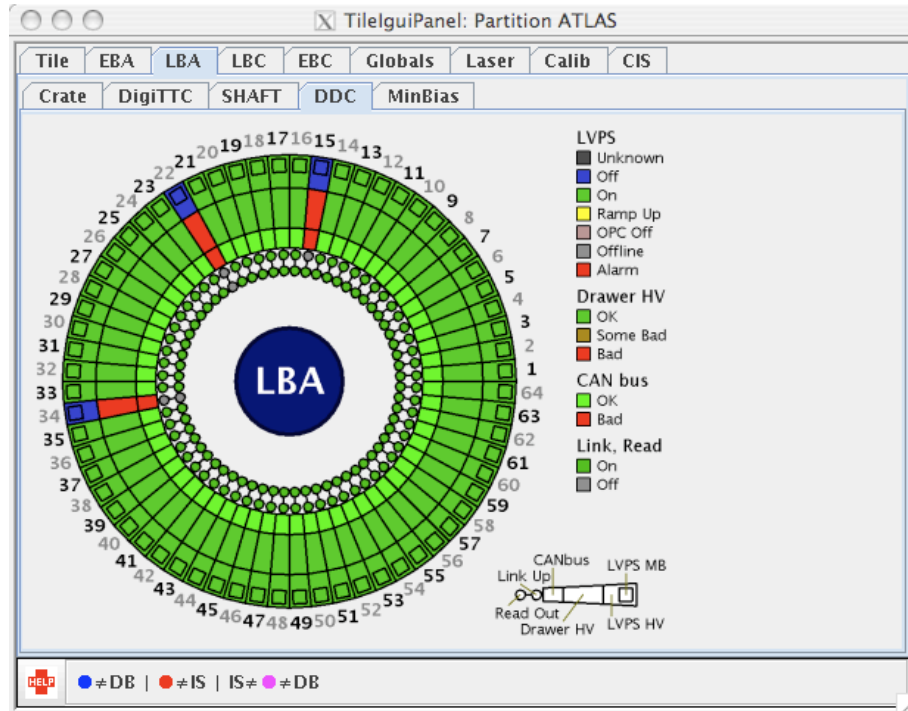 X TileIguiPanel: Partition ATLAS
Tile EBA LBA LBC EBC Globals Laser Calib CIS
Crate DigiTTC SHAFT DDC MinBias
1
2
3
4
5
6
7
8
9
10
11
12
13
14
15
16
17
18
19
20
21
22
23
24
25
26
27
28
29
30
31
32
33
34
35
36
37
38
39
40
41
42
43
44
45
46
47
48
49
50
51
52
53
54
55
56
57
58
59
60
61
62
63
64
LBA
LVPS
Unknown
Off
On
Ramp Up
OPC Off
Offline
Alarm
Drawer HV
OK
Some Bad
Bad
CAN bus
OK
Bad
Link, Read
On
Off
CANbus
LVPS MB
Link Up
Read Out
Drawer HV
LVPS HV
HELP ≠DB | ≠IS | IS≠ ≠DB